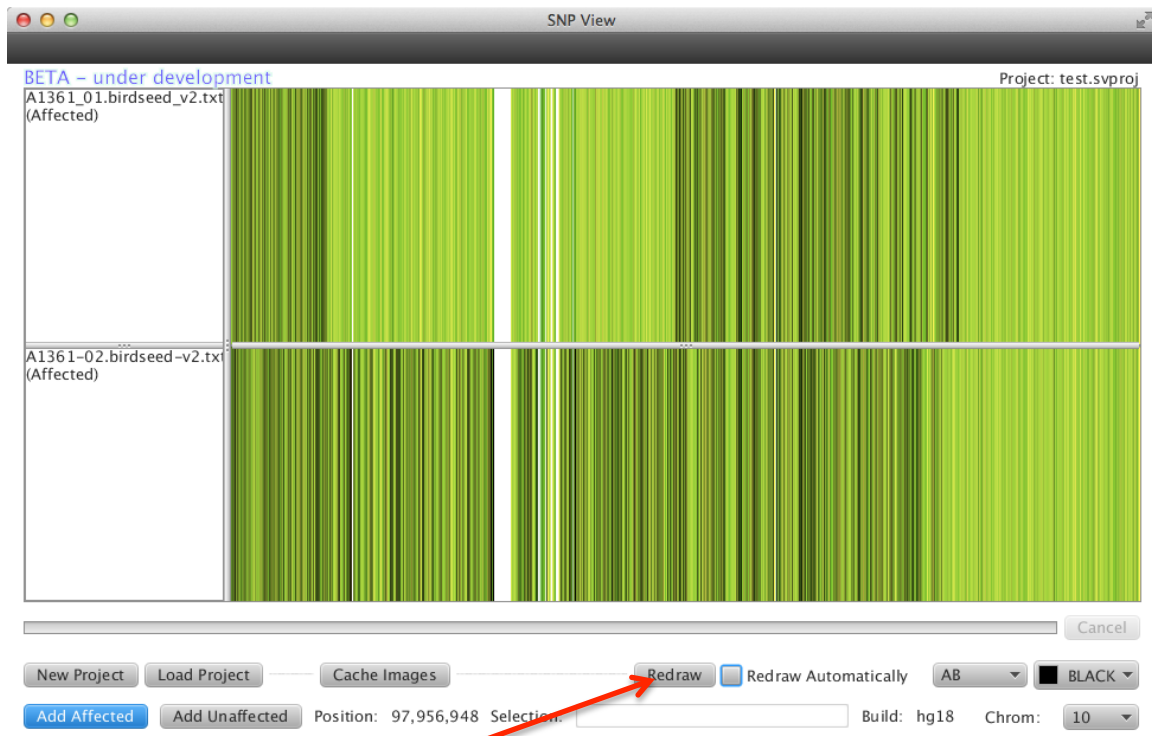 SNP View
BETA – under development
Project: test.svproj
A1361_01.birdseed_v2.txt
(Affected)
A1361-02.birdseed-v2.txt
(Affected)
Cancel
New Project Load Project Cache Images Redraw Redraw Automatically AB BLACK
Add Affected Add Unaffected Position: 97,956,948 Selection: Build: hg18 Chrom: 10